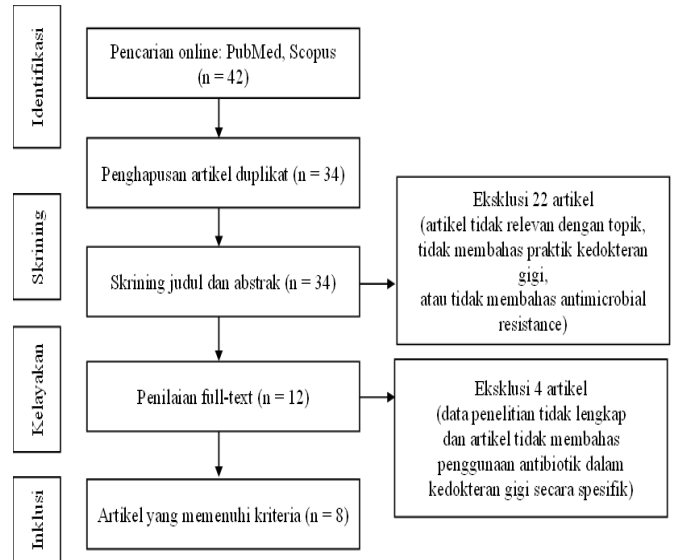 Identifikasi
Pencarian online: PubMed, Scopus
(n = 42)
Penghapusan artikel duplikat (n = 34)
Skrining
Skrining judul dan abstrak (n = 34)
Eksklusi 22 artikel
(artikel tidak relevan dengan topik,
tidak membahas praktik kedokteran
gigi,
atau tidak membahas antimicrobial
resistance)
Kelayakan
Penilaian full-text (n = 12)
Eksklusi 4 artikel
(data penelitian tidak lengkap
dan artikel tidak membahas
penggunaan antibiotik dalam
kedokteran gigi secara spesifik)
Inklusi
Artikel yang memenuhi kriteria (n = 8)